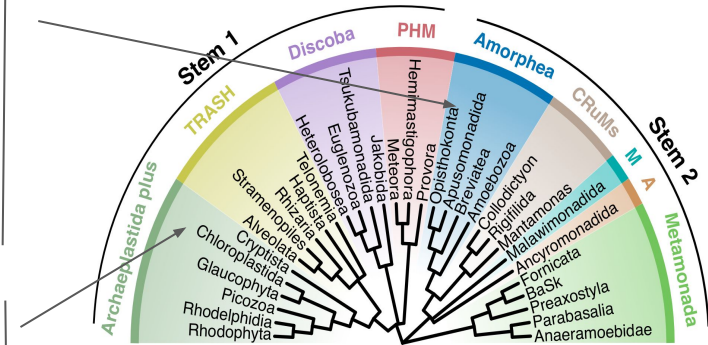 Stem 1
Stem 2
Archaeplastida plus
TRASH
Discoba
PHM
Amorphea
CRuMs
M
A
Metamonada
Rhodophyta
Rhodelphidia
Picozoa
Glaucophyta
Chloroplastida
Cryptista
Alveolata
Stramenopiles
Rhizaria
Haptista
Telonemia
Heterolobosea
Euglenozoa
Tsukubamonadida
Jakobida
Meteora
Hemimastigophora
Provora
Opisthokonta
Apusomonadida
Breviatea
Amoebozoa
Collodictyon
Rigifilida
Mantamonas
Malawimonadida
Ancyromonadida
Fornicata
BaSk
Preaxostyla
Parabasalia
Anaeramoebidae